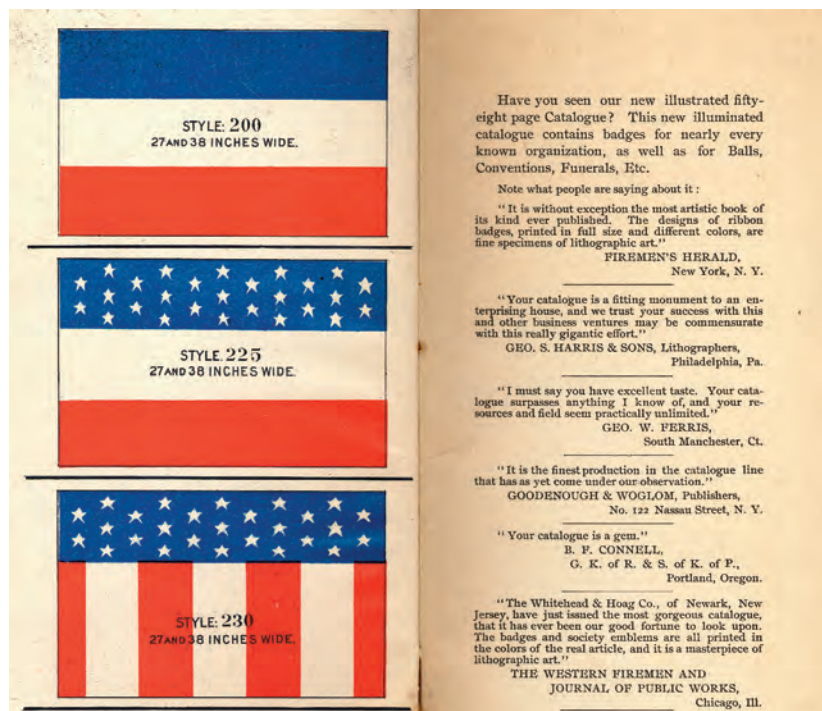 STYLE: 200
27 AND 38 INCHES WIDE.
STYLE. 225
27 AND 38 INCHES WIDE.
STYLE: 230
27 AND 38 INCHES WIDE.
Have you seen our new illustrated fifty-
eight page Catalogue? This new illuminated
catalogue contains badges for nearly every
known organization, as well as for Balls,
Conventions, Funerals, Etc.
Note what people are saying about it :
"It is without exception the most artistic book of
its kind ever published. The designs of ribbon
badges, printed in full size and different colors, are
fine specimens of lithographic art."
FIREMEN'S HERALD,
New York, N. Y.
"Your catalogue is a fitting monument to an en-
terprising house, and we trust your success with this
and other business ventures may be commensurate
with this really gigantic effort."
GEO. S. HARRIS & SONS, Lithographers,
Philadelphia, Pa.
"I must say you have excellent taste. Your cata-
logue surpasses anything I know of, and your re-
sources and field seem practically unlimited."
GEO. W. FERRIS,
South Manchester, Ct.
"It is the finest production in the catalogue line
that has as yet come under our observation."
GOODENOUGH & WOGLOM, Publishers,
No. 122 Nassau Street, N. Y.
"Your catalogue is a gem."
B. F. CONNELL,
G. K. of R. & S. of K. of P.,
Portland, Oregon.
"The Whitehead & Hoag Co., of Newark, New
Jersey, have just issued the most gorgeous catalogue,
that it has ever been our good fortune to look upon.
The badges and society emblems are all printed in
the colors of the real article, and it is a masterpiece of
lithographic art."
THE WESTERN FIREMEN AND
JOURNAL OF PUBLIC WORKS,
Chicago, Ill.